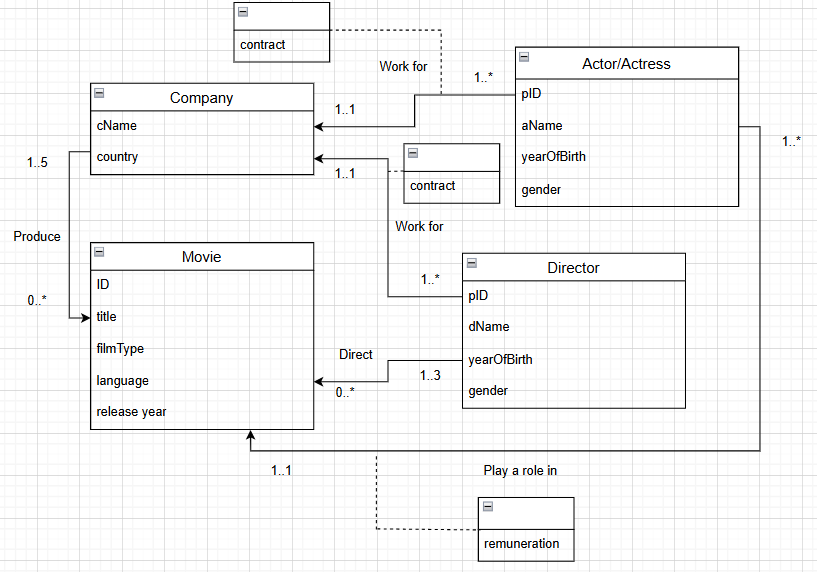 contract
Work for
1..*
Actor/Actress
pID
aName
yearOfBirth
gender
1..*
Company
cName
country
1..1
1..1
1..5
contract
Work for
Produce
Movie
ID
title
filmType
language
release year
0..*
1..*
Director
pID
dName
yearOfBirth
gender
Direct
0..*
1..3
1..1
Play a role in
remuneration